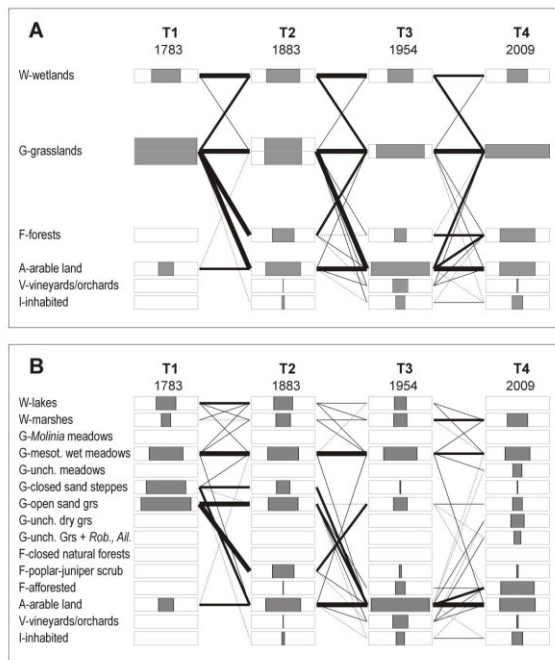 A
T1 T2 T3 T4
1783 1883 1954 2009
W-wetlands
G-grasslands
F-forests
A-arable land
V-vineyards/orchards
I-inhabited
B
T1 T2 T3 T4
1783 1883 1954 2009
W-lakes
W-marshes
G-Molinia meadows
G-mesot. wet meadows
G-unch. meadows
G-closed sand steppes
G-open sand grs
G-unch. dry grs
G-unch. Grs + Rob., Ail.
F-closed natural forests
F-poplar-juniper scrub
F-afforested
A-arable land
V-vineyards/orchards
I-inhabited